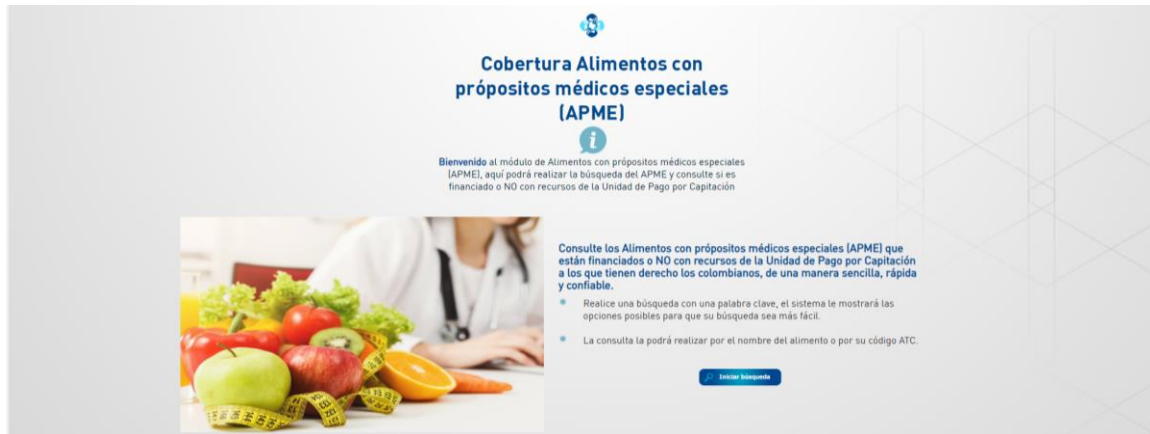 Cobertura Alimentos con
própositos médicos especiales
(APME)
i
Bienvenido al módulo de Alimentos con própositos médicos especiales
(APME), aquí podrá realizar la búsqueda del APME y consulte si es
financiado o NO con recursos de la Unidad de Pago por Capitación
Consulte los Alimentos con própositos médicos especiales (APME) que
están financiados o NO con recursos de la Unidad de Pago por Capitación
a los que tienen derecho los colombianos, de una manera sencilla, rápida
y confiable.
Realice una búsqueda con una palabra clave, el sistema le mostrará las
opciones posibles para que su búsqueda sea más fácil.
La consulta la podrá realizar por el nombre del alimento o por su código ATC.
Iniciar búsqueda